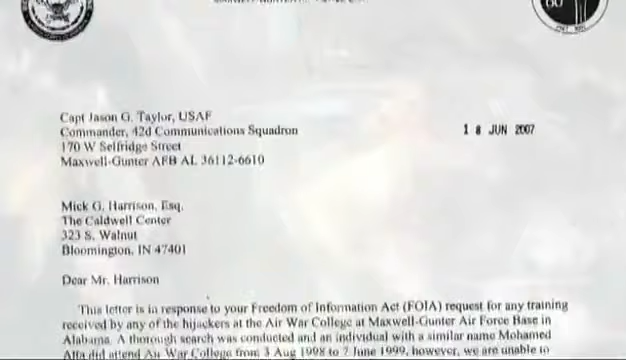 Capt Jason G. Taylor, USAF
Commander, 42d Communications Squadron
18 JUN 2007
170 W Selfridge Street
Maxwell-Gunter AFB AL 36112-6610
Mick G. Harrison, Esq.
The Caldwell Center
323 S. Walnut
Bloomington, IN 47401
Dear Mr. Harrison
This letter is in response to your Freedom of Information Act (FOIA) request for any training
received by any of the hijackers at the Air War College at Maxwell-Gunter Air Force Base in
Alabama. A thorough search was conducted and an individual with a similar name Mohamed
Atta did attend Air War College from 3 Aug 1998 to 7 June 1999, however, we are unable to